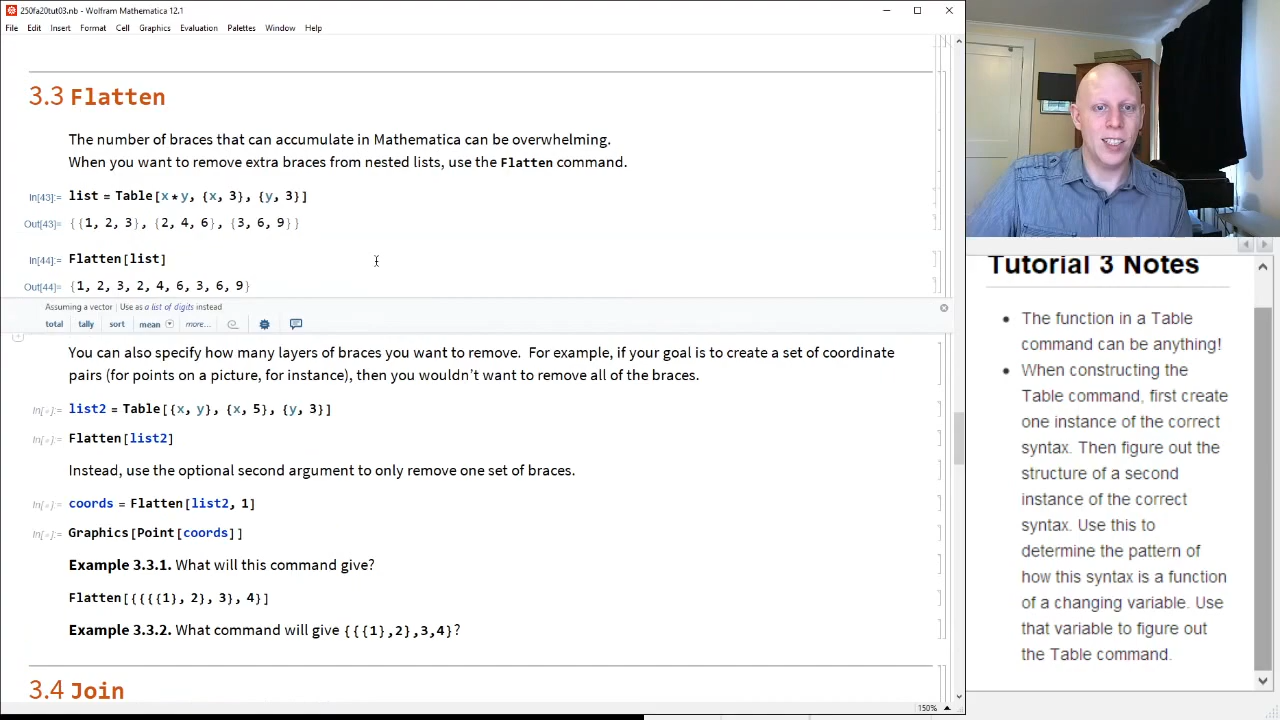 250fa20tut03.nb - Wolfram Mathematica 12.1
File Edit Insert Format Cell Graphics Evaluation Palettes Window Help
3.3 Flatten
The number of braces that can accumulate in Mathematica can be overwhelming.
When you want to remove extra braces from nested lists, use the Flatten command.
In[43]:= list = Table[x * y, {x, 3}, {y, 3}]
Out[43]= {{1, 2, 3}, {2, 4, 6}, {3, 6, 9}}
In[44]:= Flatten[list]
Out[44]= {1, 2, 3, 2, 4, 6, 3, 6, 9}
Assuming a vector | Use as a list of digits instead
total tally sort mean more...
You can also specify how many layers of braces you want to remove. For example, if your goal is to create a set of coordinate
pairs (for points on a picture, for instance), then you wouldn't want to remove all of the braces.
In[∘]:= list2 = Table[{x, y}, {x, 5}, {y, 3}]
In[∘]:= Flatten[list2]
Instead, use the optional second argument to only remove one set of braces.
In[∘]:= coords = Flatten[list2, 1]
In[∘]:= Graphics[Point[coords]]
Example 3.3.1. What will this command give?
Flatten[{{{{1}, 2}, 3}, 4}]
Example 3.3.2. What command will give {{{1},2},3,4}?
3.4 Join
150%
Tutorial 3 Notes
• The function in a Table
command can be anything!
• When constructing the
Table command, first create
one instance of the correct
syntax. Then figure out the
structure of a second
instance of the correct
syntax. Use this to
determine the pattern of
how this syntax is a function
of a changing variable. Use
that variable to figure out
the Table command.